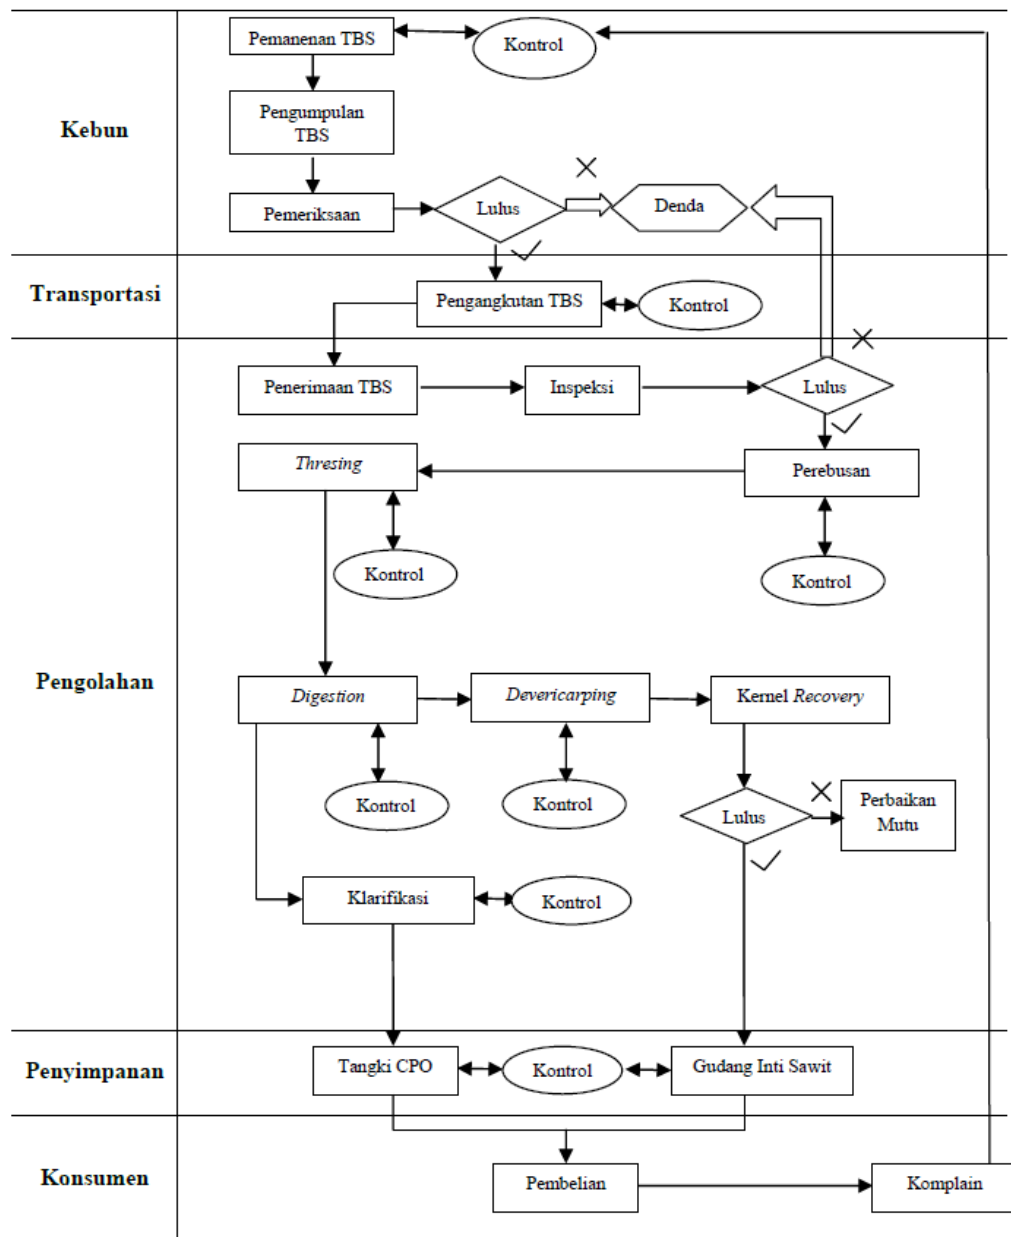 Kebun
Pemanenan TBS
Kontrol
Pengumpulan
TBS
Pemeriksaan
Lulus
Denda
Transportasi
Pengangkutan TBS
Kontrol
Pengolahan
Penerimaan TBS
Inspeksi
Lulus
Thresing
Perebusan
Kontrol
Kontrol
Digestion
Devericarping
Kernel Recovery
Kontrol
Kontrol
Lulus
Perbaikan
Mutu
Klarifikasi
Kontrol
Penyimpanan
Tangki CPO
Kontrol
Gudang Inti Sawit
Konsumen
Pembelian
Komplain